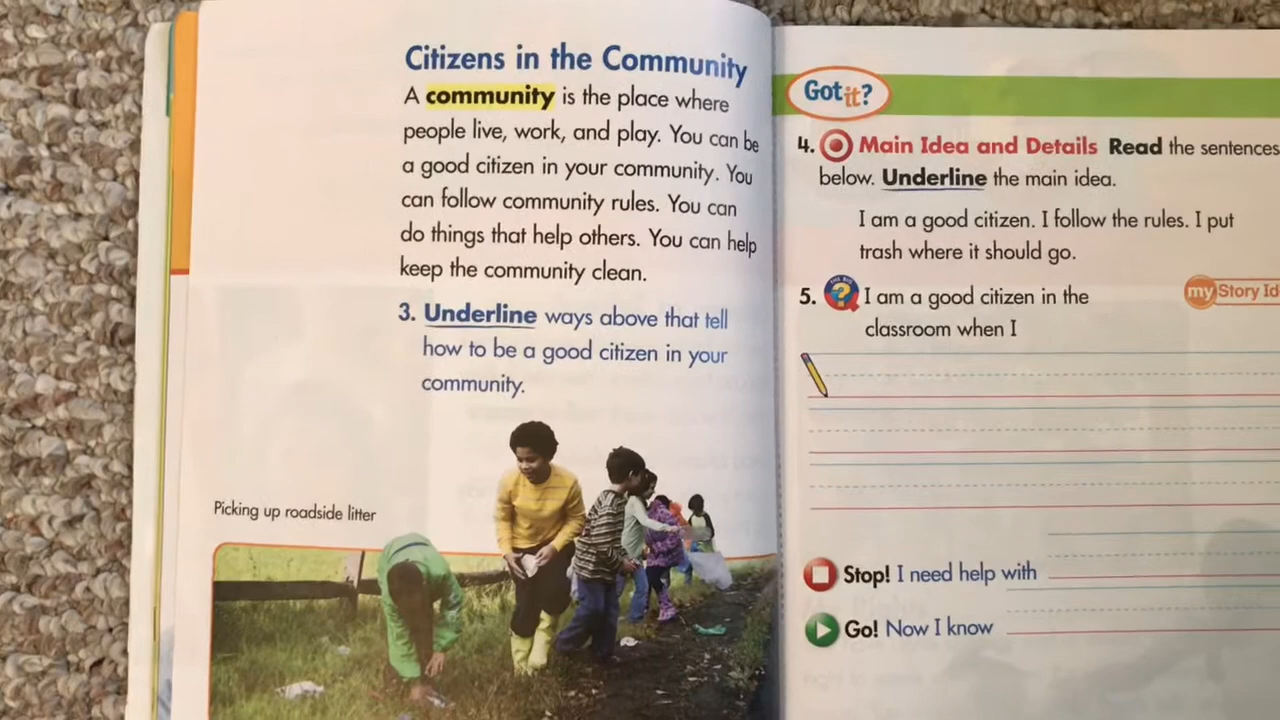 Citizens in the Community
A community is the place where
people live, work, and play. You can be
a good citizen in your community. You
can follow community rules. You can
do things that help others. You can help
keep the community clean.
3. Underline ways above that tell
how to be a good citizen in your
community.
Picking up roadside litter
Got it?
4. Main Idea and Details Read the sentences
below. Underline the main idea.
I am a good citizen. I follow the rules. I put
trash where it should go.
5. I am a good citizen in the
classroom when I
my Story Id
Stop! I need help with
Go! Now I know